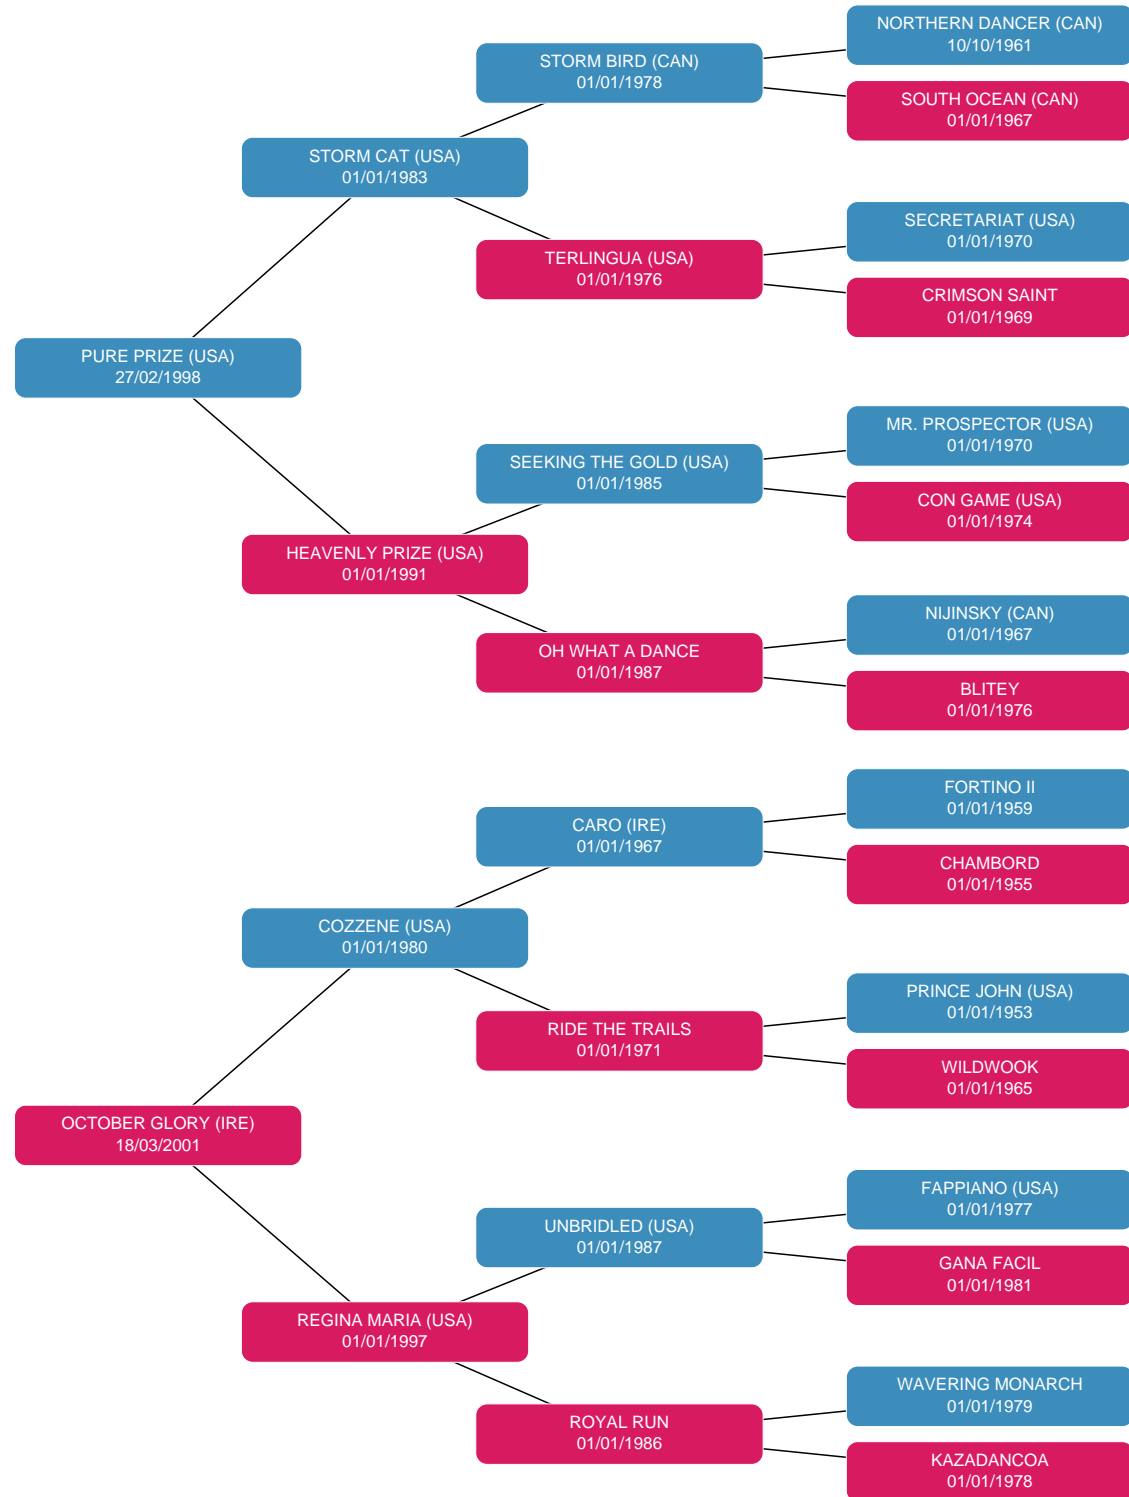 NORTHERN DANCER (CAN)
10/10/1961
STORM BIRD (CAN)
01/01/1978
SOUTH OCEAN (CAN)
01/01/1967
STORM CAT (USA)
01/01/1983
SECRETARIAT (USA)
01/01/1970
TERLINGUA (USA)
01/01/1976
CRIMSON SAINT
01/01/1969
PURE PRIZE (USA)
27/02/1998
MR. PROSPECTOR (USA)
01/01/1970
SEEKING THE GOLD (USA)
01/01/1985
CON GAME (USA)
01/01/1974
HEAVENLY PRIZE (USA)
01/01/1991
NIJINSKY (CAN)
01/01/1967
OH WHAT A DANCE
01/01/1987
BLITEY
01/01/1976
FORTINO II
01/01/1959
CARO (IRE)
01/01/1967
CHAMBORD
01/01/1955
COZZENE (USA)
01/01/1980
PRINCE JOHN (USA)
01/01/1953
RIDE THE TRAILS
01/01/1971
WILDWOOK
01/01/1965
OCTOBER GLORY (IRE)
18/03/2001
FAPPIANO (USA)
01/01/1977
UNBRIDLED (USA)
01/01/1987
GANA FACIL
01/01/1981
REGINA MARIA (USA)
01/01/1997
WAVERING MONARCH
01/01/1979
ROYAL RUN
01/01/1986
KAZADANCOA
01/01/1978